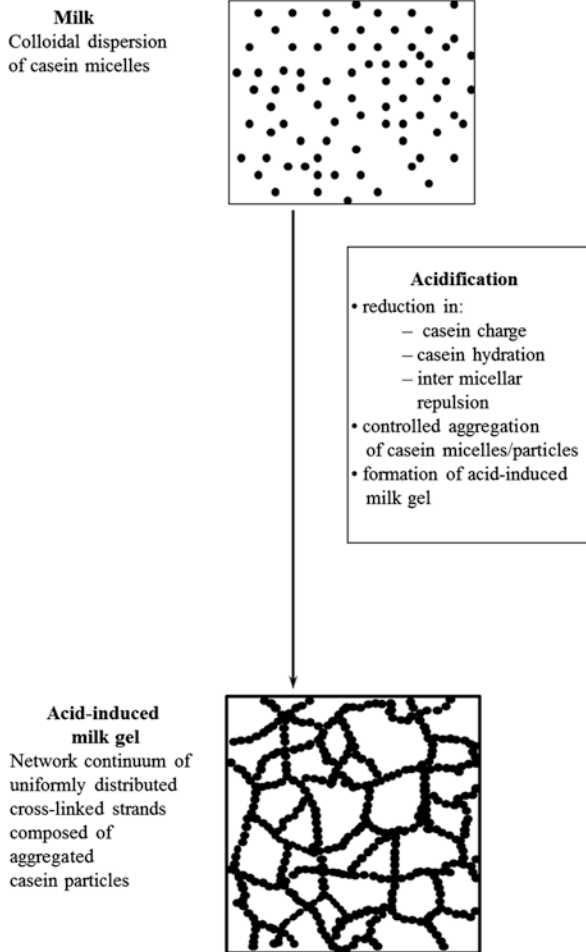 Milk
Colloidal dispersion
of casein micelles
Acidification
• reduction in:
– casein charge
– casein hydration
– inter micellar
repulsion
• controlled aggregation
of casein micelles/particles
• formation of acid-induced
milk gel
Acid-induced
milk gel
Network continuum of
uniformly distributed
cross-linked strands
composed of
aggregated
casein particles